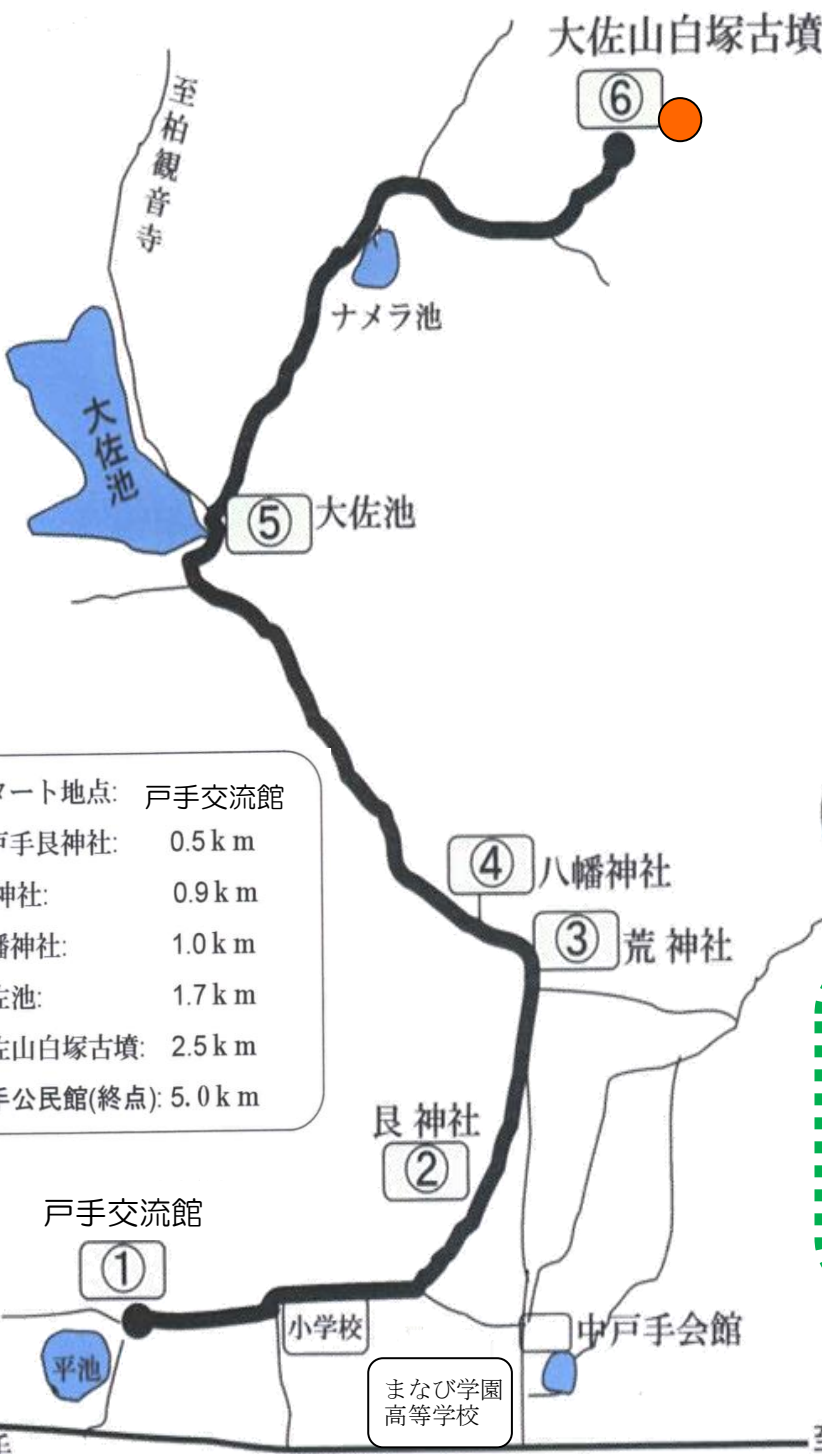 大佐山白塚古墳
⑥
至柏観音寺
ナメラ池
大佐池
⑤
大佐池
タート地点: 戸手交流館
戸手艮神社: 0.5km
神社: 0.9km
幡神社: 1.0km
佐池: 1.7km
佐山白塚古墳: 2.5km
手公民館(終点): 5.0km
④
八幡神社
③
荒 神社
艮 神社
②
戸手交流館
①
小学校
中戸手会館
平池
まなび学園
高等学校